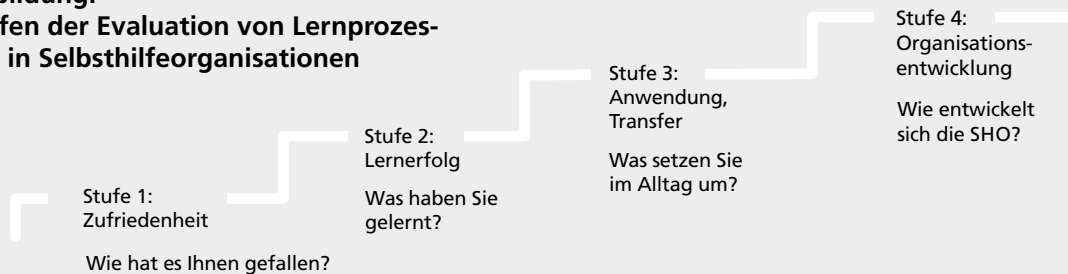 fen der Evaluation von Lernprozes-
in Selbsthilfeorganisationen
Stufe 1:
Zufriedenheit
Wie hat es Ihnen gefallen?
Stufe 2:
Lernerfolg
Was haben Sie
gelernt?
Stufe 3:
Anwendung,
Transfer
Was setzen Sie
im Alltag um?
Stufe 4:
Organisations-
entwicklung
Wie entwickelt
sich die SHO?